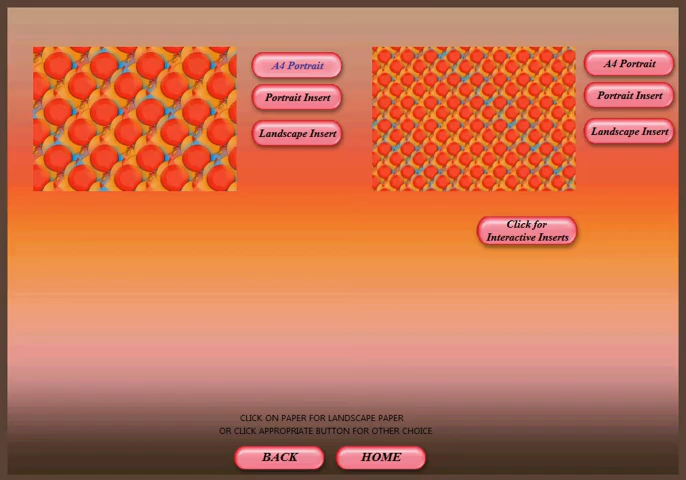 A4 Portrait
Portrait Insert
Landscape Insert
A4 Portrait
Portrait Insert
Landscape Insert
Click for
Interactive Inserts
CLICK ON PAPER FOR LANDSCAPE PAPER
OR CLICK APPROPRIATE BUTTON FOR OTHER CHOICE
BACK
HOME